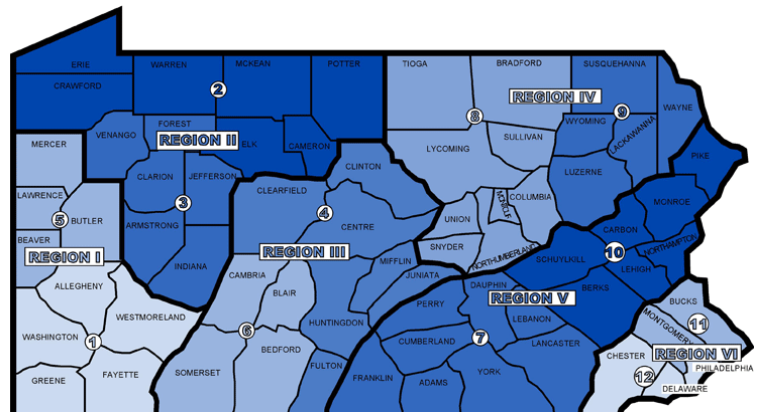 ERIE
WARREN
MCKEAN
POTTER
TIOGA
BRADFORD
SUSQUEHANNA
CRAWFORD
2
8
REGION IV
9
WAYNE
VENANGO
FOREST
REGION II
WYOMING
LACKAWANNA
MERCER
ELK
CAMERON
LYCOMING
SULLIVAN
PIKE
CLINTON
LUZERNE
CLARION
JEFFERSON
CLEARFIELD
LAWRENCE
3
4
COLUMBIA
MONROE
5
BUTLER
UNION
MONTOUR
ARMSTRONG
CENTRE
CARBON
BEAVER
REGION I
REGION III
SNYDER
NORTHUMBERLAND
10
NORTHAMPTON
INDIANA
CAMBRIA
MIFFLIN
JUNIATA
SCHUYLKILL
LEHIGH
ALLEGHENY
BLAIR
DAUPHIN
BERKS
PERRY
REGION V
BUCKS
WESTMORELAND
HUNTINGDON
LEBANON
MONTGOMERY
11
WASHINGTON
1
6
CUMBERLAND
7
LANCASTER
BEDFORD
CHESTER
REGION VI
SOMERSET
FULTON
PHILADELPHIA
GREENE
FAYETTE
FRANKLIN
ADAMS
YORK
12
DELAWARE